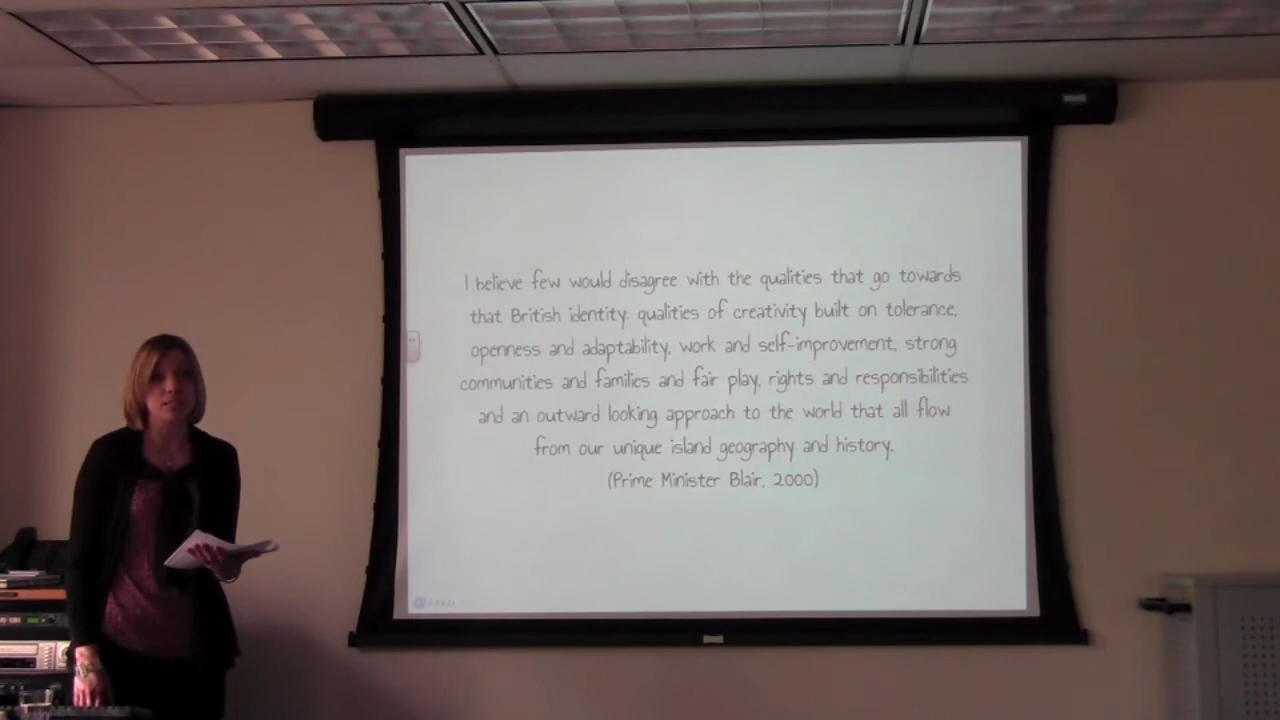 I believe few would disagree with the qualities that go towards
that British identity: qualities of creativity built on tolerance,
openness and adaptability, work and self-improvement, strong
communities and families and fair play, rights and responsibilities
and an outward looking approach to the world that all flow
from our unique island geography and history.
(Prime Minister Blair, 2000)